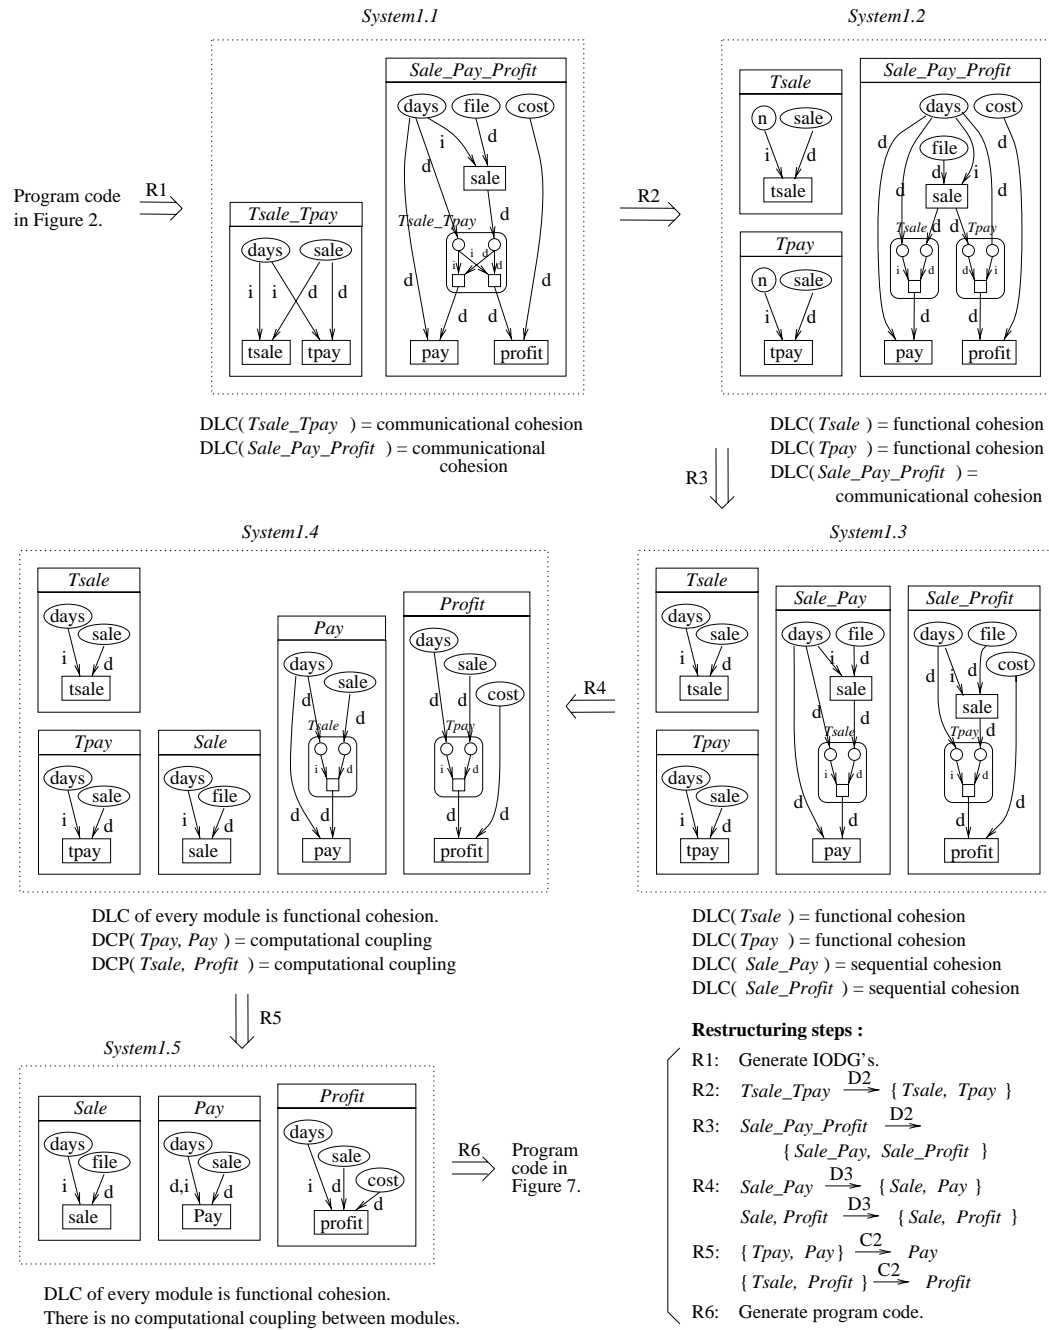 System1.1
Tsale_Tpay
days sale
i i d d
tsale tpay
Sale_Pay_Profit
days file cost
i d
d
sale
d
Tsale_Tpay
i i d d
d d
d d
pay profit
DLC( Tsale_Tpay ) = communicational cohesion
DLC( Sale_Pay_Profit ) = communicational
cohesion
Program code
in Figure 2.
R1
R2
System1.2
Tsale
n sale
i d
tsale
Tpay
n sale
i d
tpay
Sale_Pay_Profit
days cost
d d
file
d i
d d
sale
Tsale d d Tpay
i d d i
d d
pay profit
DLC( Tsale ) = functional cohesion
DLC( Tpay ) = functional cohesion
DLC( Sale_Pay_Profit ) =
communicational cohesion
R3
System1.3
Tsale
days
sale
i d
tsale
Tpay
days
sale
i d
tpay
Sale_Pay
days file
i d
d
sale
Tsale d
i d
d d
pay
Sale_Profit
days file
cost
d i d
sale
Tpay d
i d
d d
profit
DLC( Tsale ) = functional cohesion
DLC( Tpay ) = functional cohesion
DLC( Sale_Pay ) = sequential cohesion
DLC( Sale_Profit ) = sequential cohesion
R4
System1.4
Tsale
days
sale
i d
tsale
Tpay
days
sale
i d
tpay
Sale
days
file
i d
sale
Pay
days
sale
d d
Tsale d
i d
d d
pay
Profit
days
sale
cost
d d
Tpay
i d
d d
profit
DLC of every module is functional cohesion.
DCP( Tpay, Pay ) = computational coupling
DCP( Tsale, Profit ) = computational coupling
R5
System1.5
Sale
days
file
i d
sale
Pay
days
sale
d,i d
Pay
Profit
days
sale
cost
i d d
profit
R6
Program
code in
Figure 7.
DLC of every module is functional cohesion.
There is no computational coupling between modules.
Restructuring steps :
R1: Generate IODG's.
R2: Tsale_Tpay D2 { Tsale, Tpay }
R3: Sale_Pay_Profit D2
{ Sale_Pay, Sale_Profit }
R4: Sale_Pay D3 { Sale, Pay }
Sale, Profit D3 { Sale, Profit }
R5: { Tpay, Pay } C2 Pay
{ Tsale, Profit } C2 Profit
R6: Generate program code.